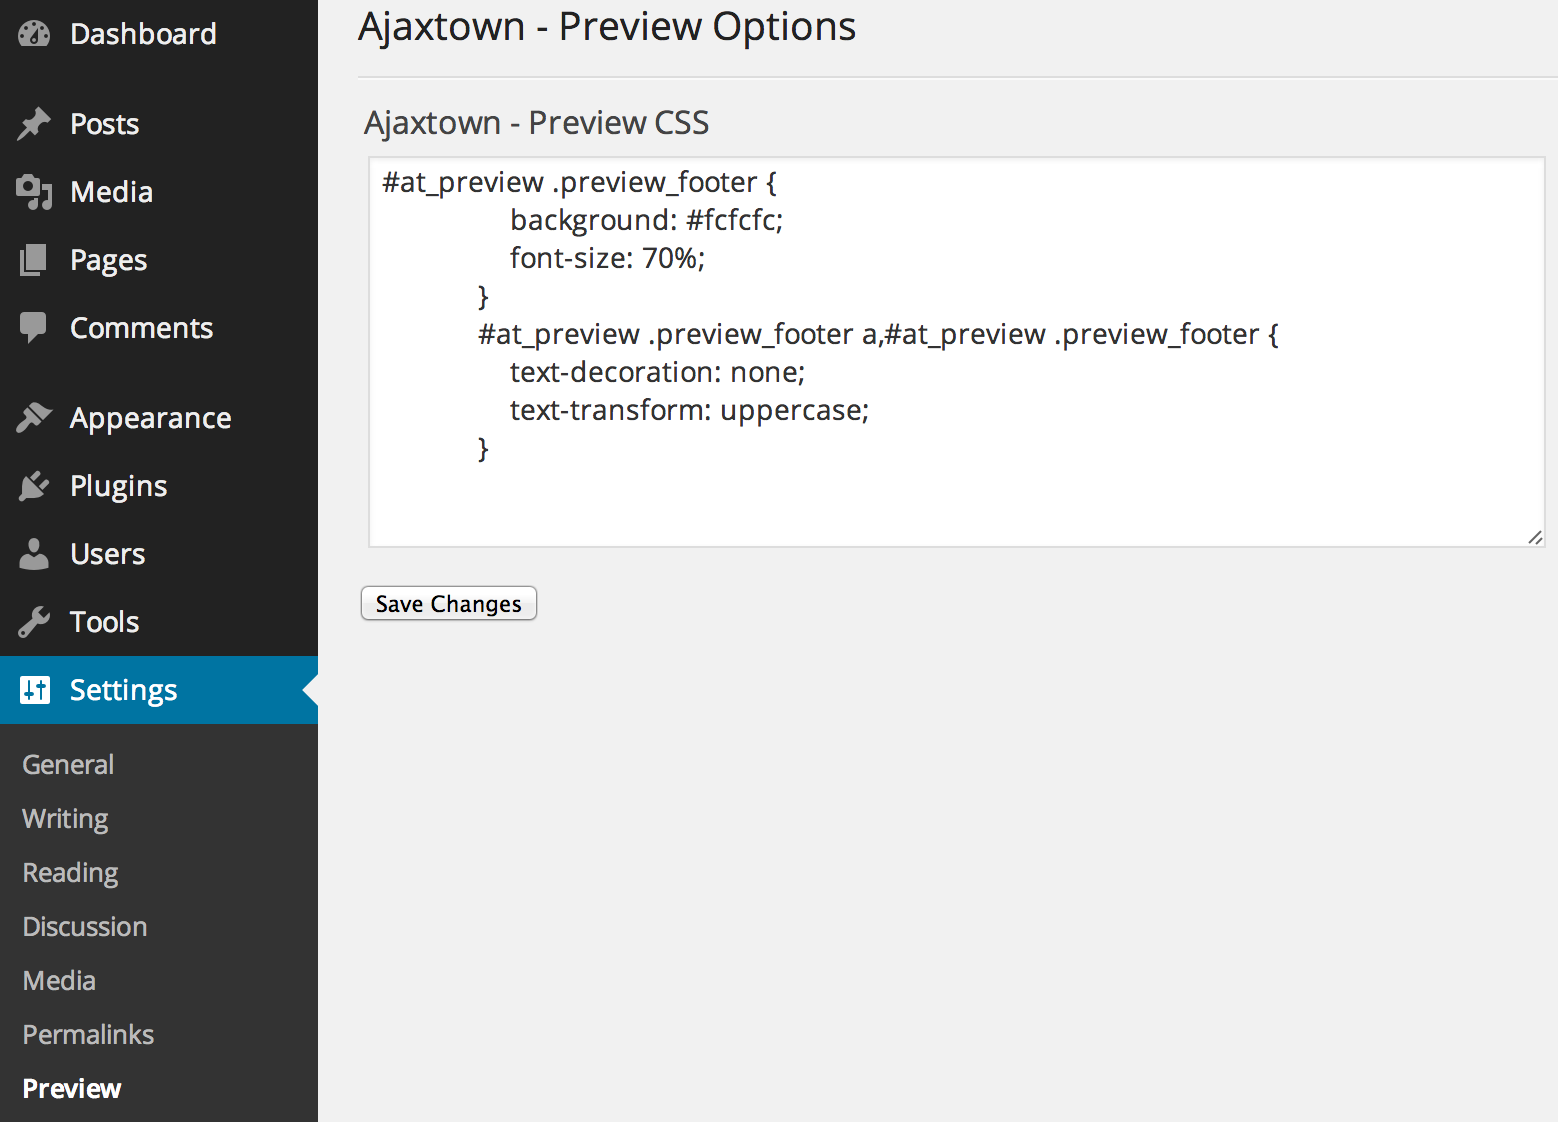 Dashboard
Posts
Media
Pages
Comments
Appearance
Plugins
Users
Tools
Settings
General
Writing
Reading
Discussion
Media
Permalinks
Preview
Ajaxtown - Preview Options
Ajaxtown - Preview CSS
#at_preview .preview_footer {
background: #fcfcfc;
font-size: 70%;
}
#at_preview .preview_footer a,#at_preview .preview_footer {
text-decoration: none;
text-transform: uppercase;
}
Save Changes